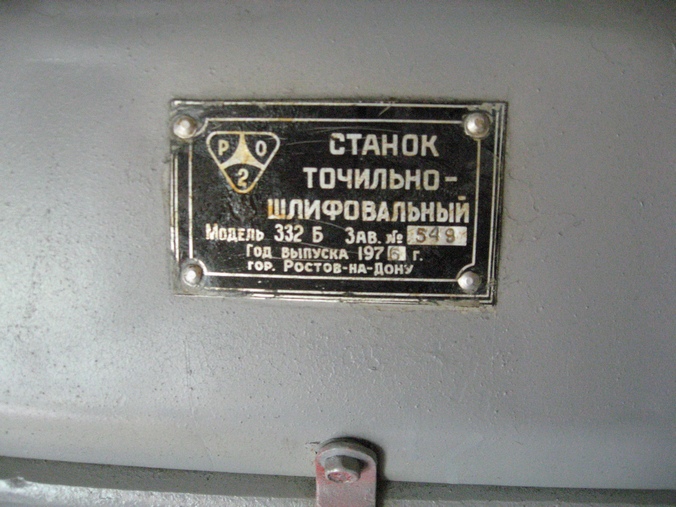 Р О
2
СТАНОК
ТОЧИЛЬНО-
ШЛИФОВАЛЬНЫЙ
МОДЕЛЬ 332 Б ЗАВ. № 549
ГОД ВЫПУСКА 1976 г.
ГОР. РОСТОВ-НА-ДОНУ